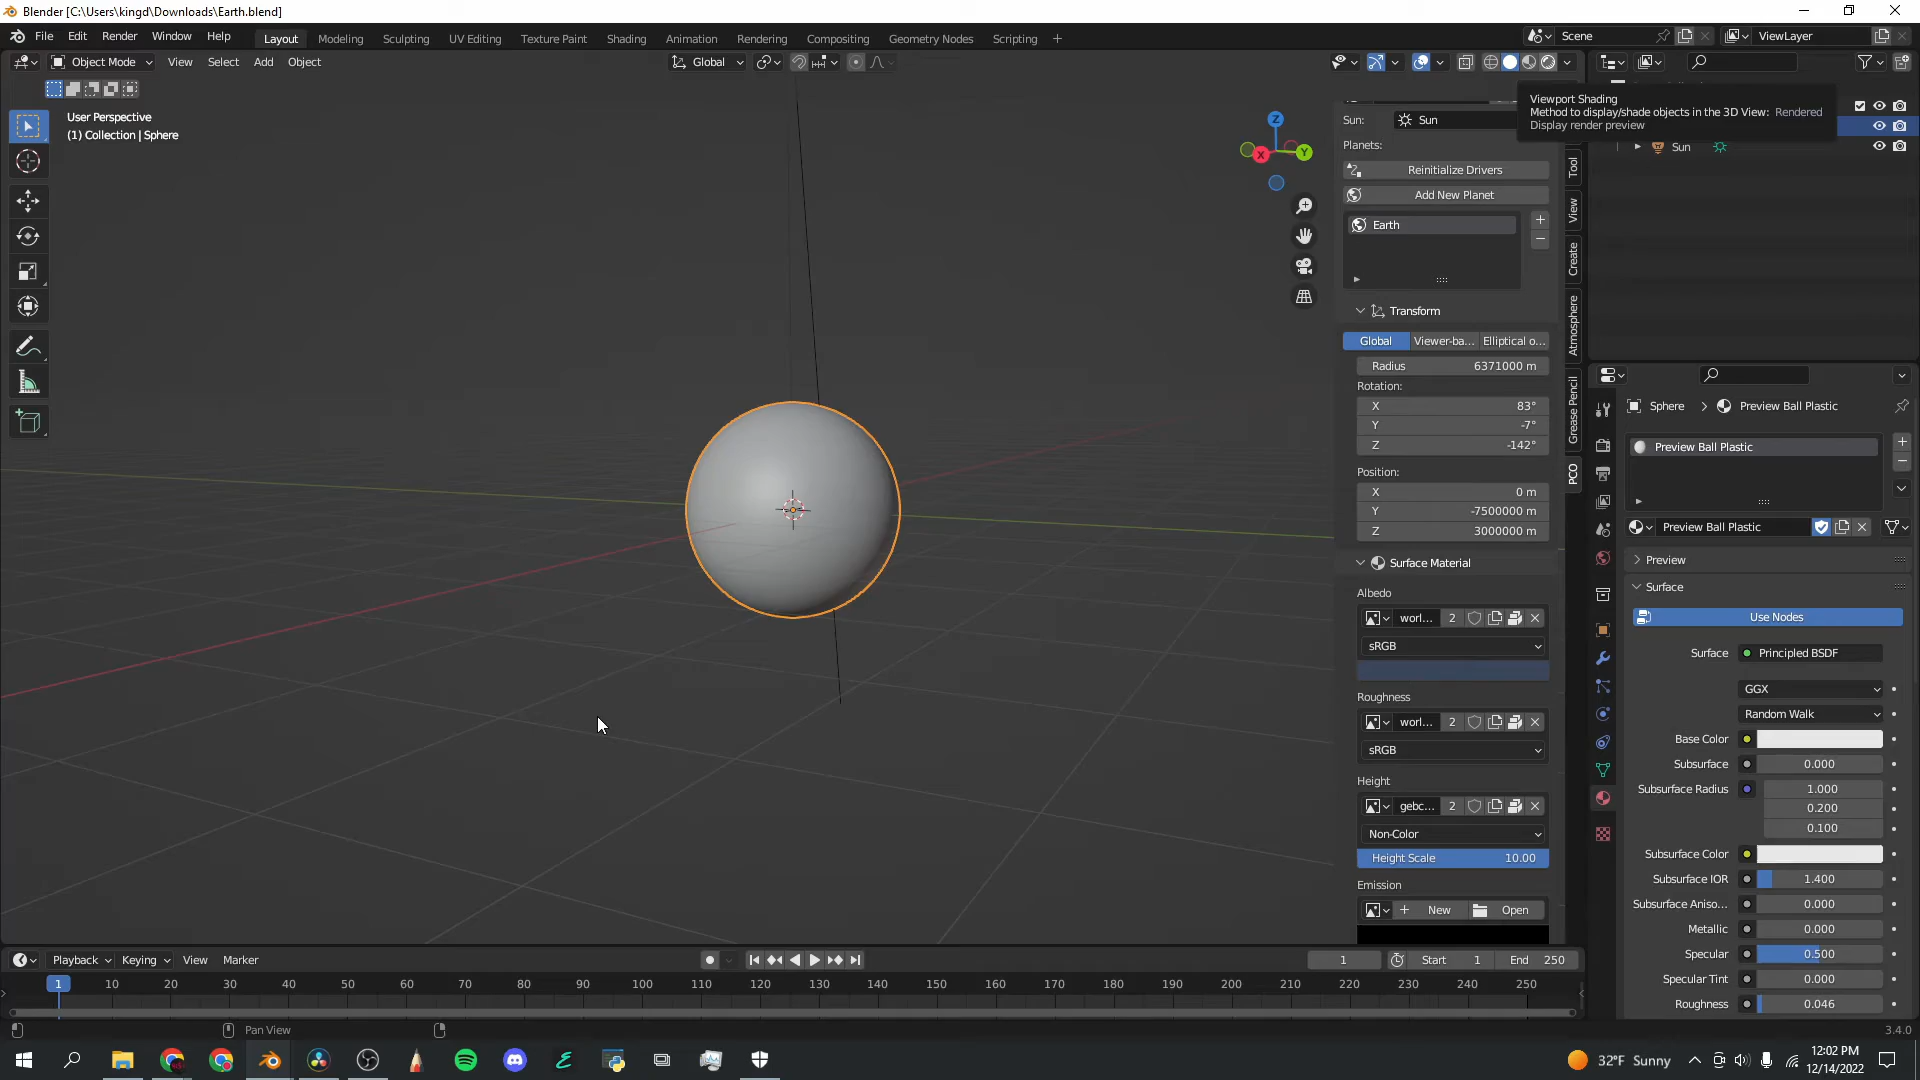 Blender [C:\Users\kingd\Downloads\Earth.blend]
File Edit Render Window Help
Layout Modeling Sculpting UV Editing Texture Paint Shading Animation Rendering Compositing Geometry Nodes Scripting
Scene
ViewLayer
Object Mode View Select Add Object
Global
User Perspective
(1) Collection | Sphere
Z
X
Y
Sun: Sun
Planets:
Reinitialize Drivers
Add New Planet
Earth
Transform
Global Viewer-ba... Elliptical o...
Radius 6371000 m
Rotation:
X 83°
Y -7°
Z -142°
Position:
X 0 m
Y -7500000 m
Z 3000000 m
Surface Material
Albedo
worl... 2
sRGB
Roughness
worl... 2
sRGB
Height
gebc... 2
Non-Color
Height Scale 10.00
Emission
New Open
Tool
View
Create
Atmosphere
Grease Pencil
PCO
Viewport Shading
Method to display/shade objects in the 3D View: Rendered
Display render preview
Sun
Sphere Preview Ball Plastic
Preview Ball Plastic
Preview Ball Plastic
Preview
Surface
Use Nodes
Surface Principled BSDF
GGX
Random Walk
Base Color
Subsurface 0.000
Subsurface Radius 1.000
0.200
0.100
Subsurface Color
Subsurface IOR 1.400
Subsurface Aniso... 0.000
Metallic 0.000
Specular 0.500
Specular Tint 0.000
Roughness 0.046
Playback Keying View Marker
1 Start 1 End 250
1 10 20 30 40 50 60 70 80 90 100 110 120 130 140 150 160 170 180 190 200 210 220 230 240 250
Pan View
3.4.0
32°F Sunny
12:02 PM
12/14/2022